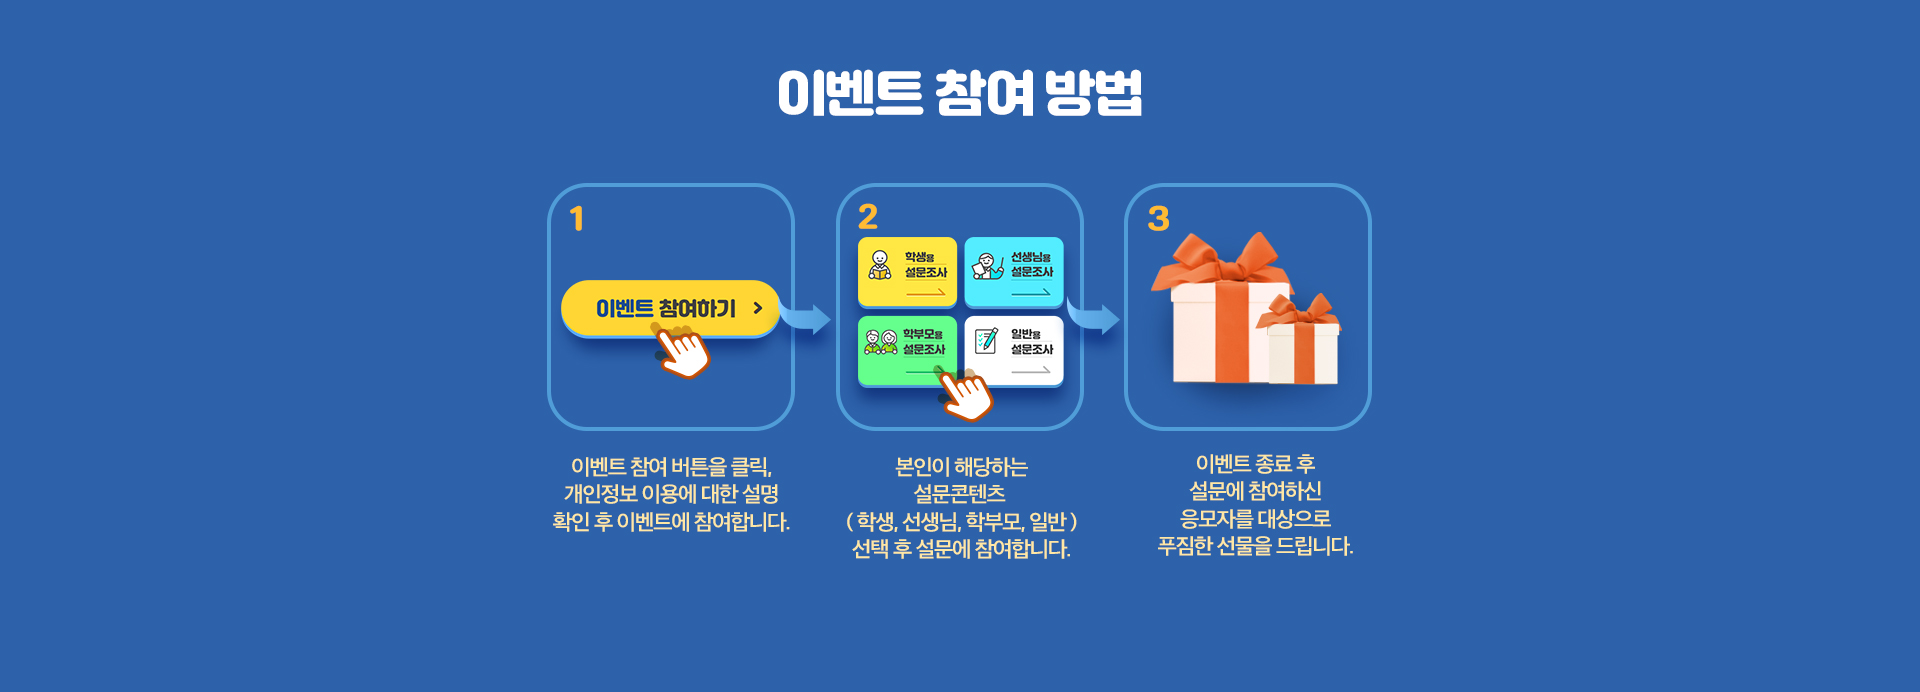 이벤트 참여 방법
1
이벤트 참여하기
이벤트 참여 버튼을 클릭,
개인정보 이용에 대한 설명
확인 후 이벤트에 참여합니다.
2
학생용
설문조사
선생님용
설문조사
학부모용
설문조사
일반용
설문조사
본인이 해당하는
설문콘텐츠
( 학생, 선생님, 학부모, 일반 )
선택 후 설문에 참여합니다.
3
이벤트 종료 후
설문에 참여하신
응모자를 대상으로
푸짐한 선물을 드립니다.